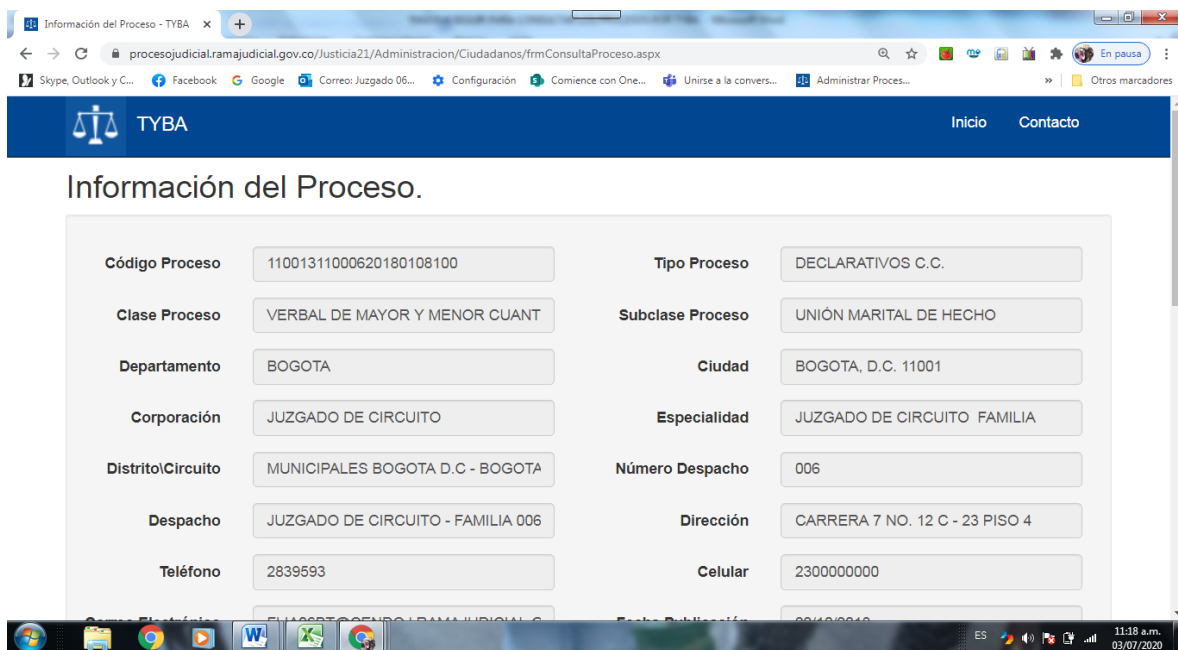 Información del Proceso - TYBA
procesojudicial.ramajudicial.gov.co/Justicia21/Administracion/Ciudadanos/frmConsultaProceso.aspx
En pausa
Skype, Outlook y C... Facebook Google Correo: Juzgado 06... Configuración Comience con One... Unirse a la convers... Administrar Proces... » Otros marcadores
TYBA Inicio Contacto
Información del Proceso.
Código Proceso 11001311000620180108100 Tipo Proceso DECLARATIVOS C.C.
Clase Proceso VERBAL DE MAYOR Y MENOR CUANT Subclase Proceso UNIÓN MARITAL DE HECHO
Departamento BOGOTA Ciudad BOGOTA, D.C. 11001
Corporación JUZGADO DE CIRCUITO Especialidad JUZGADO DE CIRCUITO FAMILIA
Distrito\Circuito MUNICIPALES BOGOTA D.C - BOGOTA Número Despacho 006
Despacho JUZGADO DE CIRCUITO - FAMILIA 006 Dirección CARRERA 7 NO. 12 C - 23 PISO 4
Teléfono 2839593 Celular 2300000000
Correo Electrónico Fecha Publicación
ES 11:18 a.m.
03/07/2020